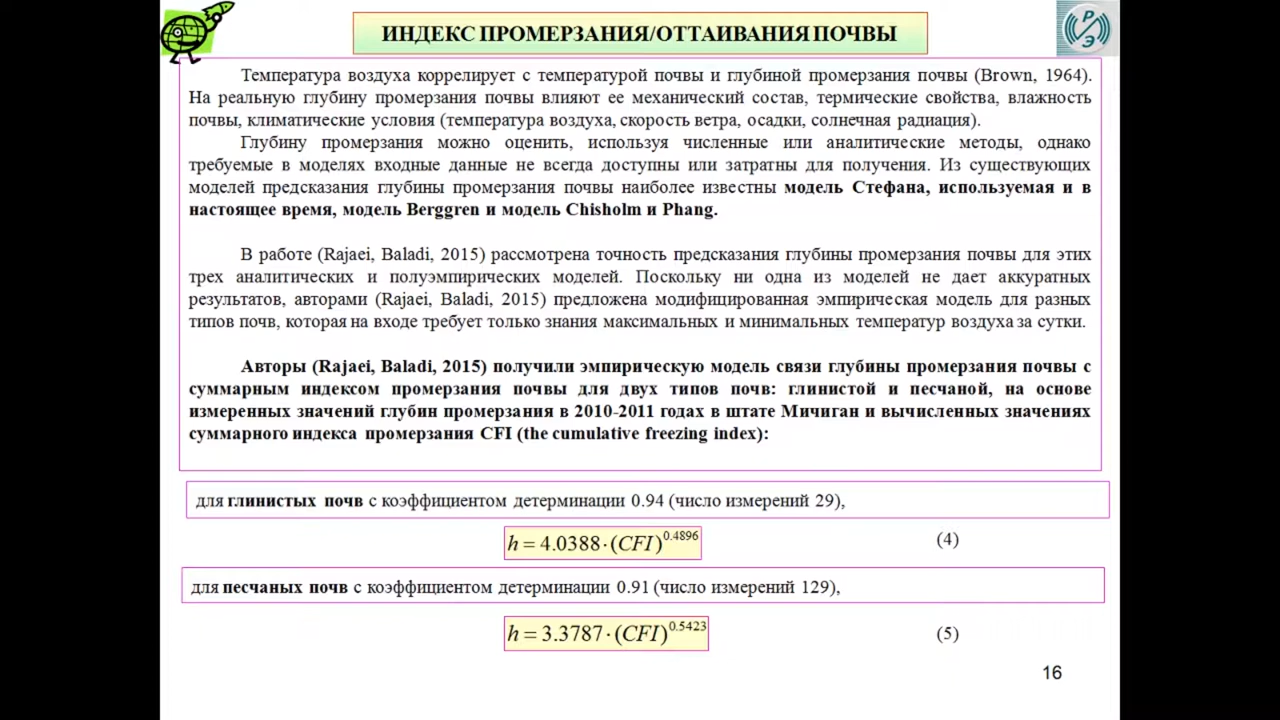 ИНДЕКС ПРОМЕРЗАНИЯ/ОТТАИВАНИЯ ПОЧВЫ
РЭ
Температура воздуха коррелирует с температурой почвы и глубиной промерзания почвы (Brown, 1964).
На реальную глубину промерзания почвы влияют ее механический состав, термические свойства, влажность
почвы, климатические условия (температура воздуха, скорость ветра, осадки, солнечная радиация).
Глубину промерзания можно оценить, используя численные или аналитические методы, однако
требуемые в моделях входные данные не всегда доступны или затратны для получения. Из существующих
моделей предсказания глубины промерзания почвы наиболее известны модель Стефана, используемая и в
настоящее время, модель Berggren и модель Chisholm и Phang.
В работе (Rajaei, Baladi, 2015) рассмотрена точность предсказания глубины промерзания почвы для этих
трех аналитических и полуэмпирических моделей. Поскольку ни одна из моделей не дает аккуратных
результатов, авторами (Rajaei, Baladi, 2015) предложена модифицированная эмпирическая модель для разных
типов почв, которая на входе требует только знания максимальных и минимальных температур воздуха за сутки.
Авторы (Rajaei, Baladi, 2015) получили эмпирическую модель связи глубины промерзания почвы с
суммарным индексом промерзания почвы для двух типов почв: глинистой и песчаной, на основе
измеренных значений глубин промерзания в 2010-2011 годах в штате Мичиган и вычисленных значениях
суммарного индекса промерзания CFI (the cumulative freezing index):
для глинистых почв с коэффициентом детерминации 0.94 (число измерений 29),
h = 4.0388·(CFI)^0.4896 (4)
для песчаных почв с коэффициентом детерминации 0.91 (число измерений 129),
h = 3.3787·(CFI)^0.5423 (5)
16